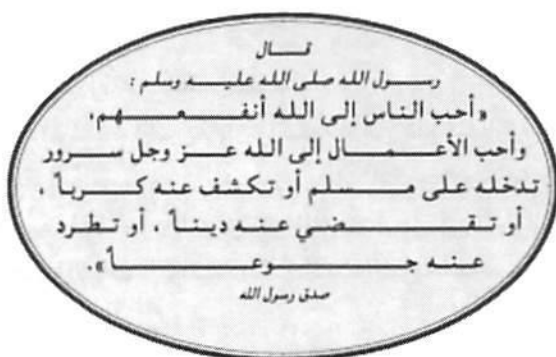 قال
رسول الله صلى الله عليه وسلم :
« أحب الناس إلى الله أنفعهم،
وأحب الأعمال إلى الله عز وجل سرور
تدخله على مسلم أو تكشف عنه كرباً ،
أو تقضي عنه ديناً ، أو تطرد
عنه جوعاً ».
صدق رسول الله